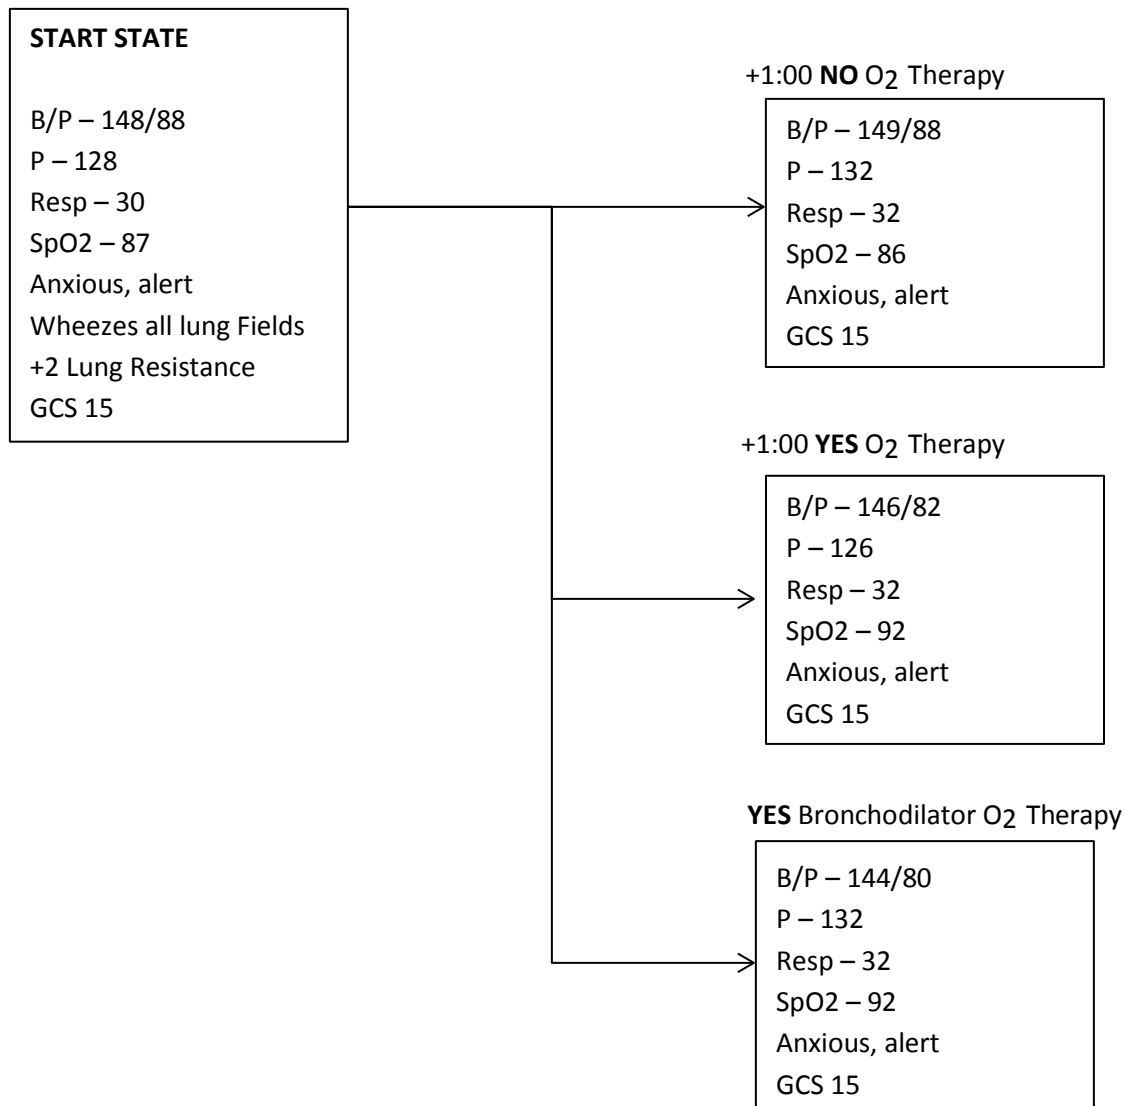 START STATE
B/P – 148/88
P – 128
Resp – 30
SpO2 – 87
Anxious, alert
Wheezes all lung Fields
+2 Lung Resistance
GCS 15
+1:00 NO O2 Therapy
B/P – 149/88
P – 132
Resp – 32
SpO2 – 86
Anxious, alert
GCS 15
+1:00 YES O2 Therapy
B/P – 146/82
P – 126
Resp – 32
SpO2 – 92
Anxious, alert
GCS 15
YES Bronchodilator O2 Therapy
B/P – 144/80
P – 132
Resp – 32
SpO2 – 92
Anxious, alert
GCS 15